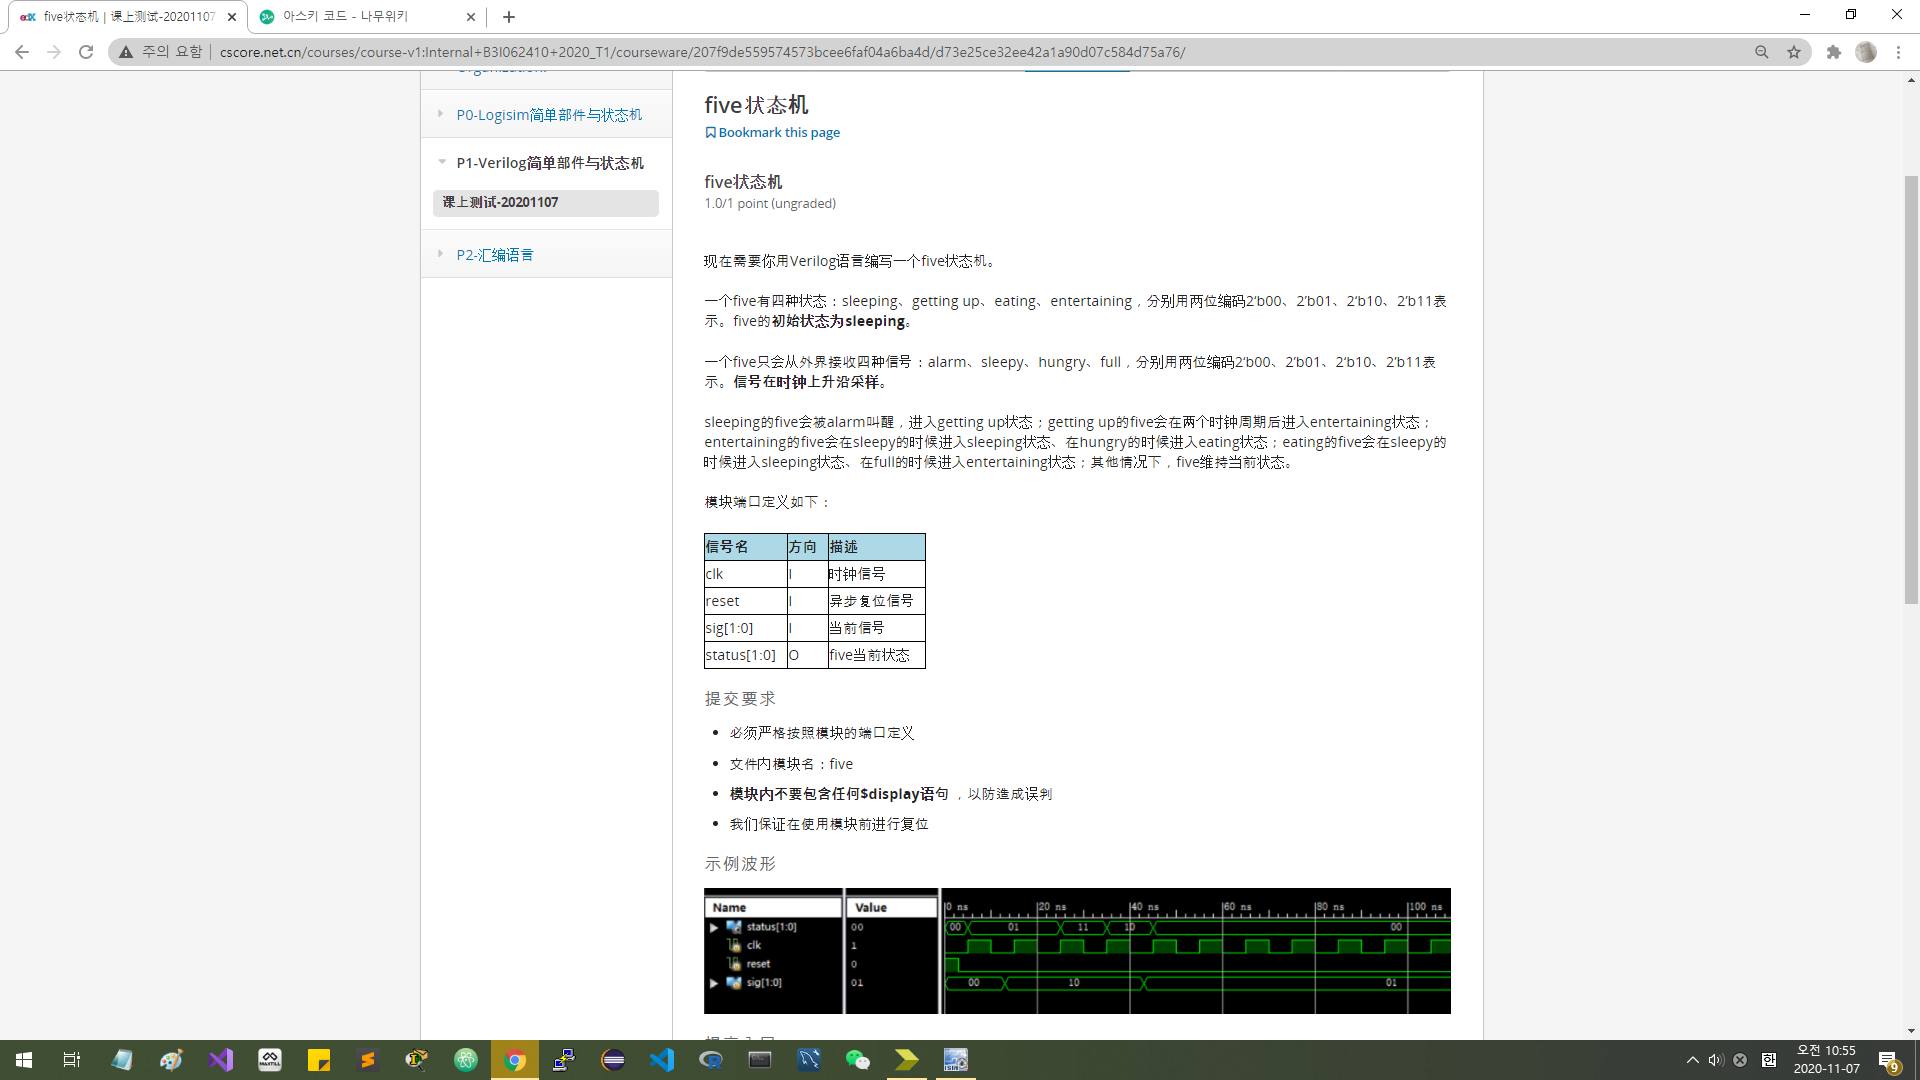 five状态机 | 课上测试-20201107
아스키 코드 - 나무위키
주의 요함
cscore.net.cn/courses/course-v1:Internal+B3I062410+2020_T1/courseware/207f9de559574573bcee6faf04a6ba4d/d73e25ce32ee42a1a90d07c584d75a76/
P0-Logisim简单部件与状态机
P1-Verilog简单部件与状态机
课上测试-20201107
P2-汇编语言
five状态机
Bookmark this page
five状态机
1.0/1 point (ungraded)
现在需要你用Verilog语言编写一个five状态机。
一个five有四种状态：sleeping、getting up、eating、entertaining，分别用两位编码2'b00、2'b01、2'b10、2'b11表
示。five的初始状态为sleeping。
一个five只会从外界接收四种信号：alarm、sleepy、hungry、full，分别用两位编码2'b00、2'b01、2'b10、2'b11表
示。信号在时钟上升沿采样。
sleeping的five会被alarm叫醒，进入getting up状态；getting up的five会在两个时钟周期后进入entertaining状态；
entertaining的five会在sleepy的时候进入sleeping状态、在hungry的时候进入eating状态；eating的five会在sleepy的
时候进入sleeping状态、在full的时候进入entertaining状态；其他情况下，five维持当前状态。
模块端口定义如下：
信号名 方向 描述
clk I 时钟信号
reset I 异步复位信号
sig[1:0] I 当前信号
status[1:0] O five当前状态
提交要求
必须严格按照模块的端口定义
文件内模块名：five
模块内不要包含任何$display语句 ，以防造成误判
我们保证在使用模块前进行复位
示例波形
Name Value 0 ns 20 ns 40 ns 60 ns 80 ns 100 ns
status[1:0] 00 00 01 11 10 00
clk 1
reset 0
sig[1:0] 01 00 10 01
오전 10:55
2020-11-07
한
9